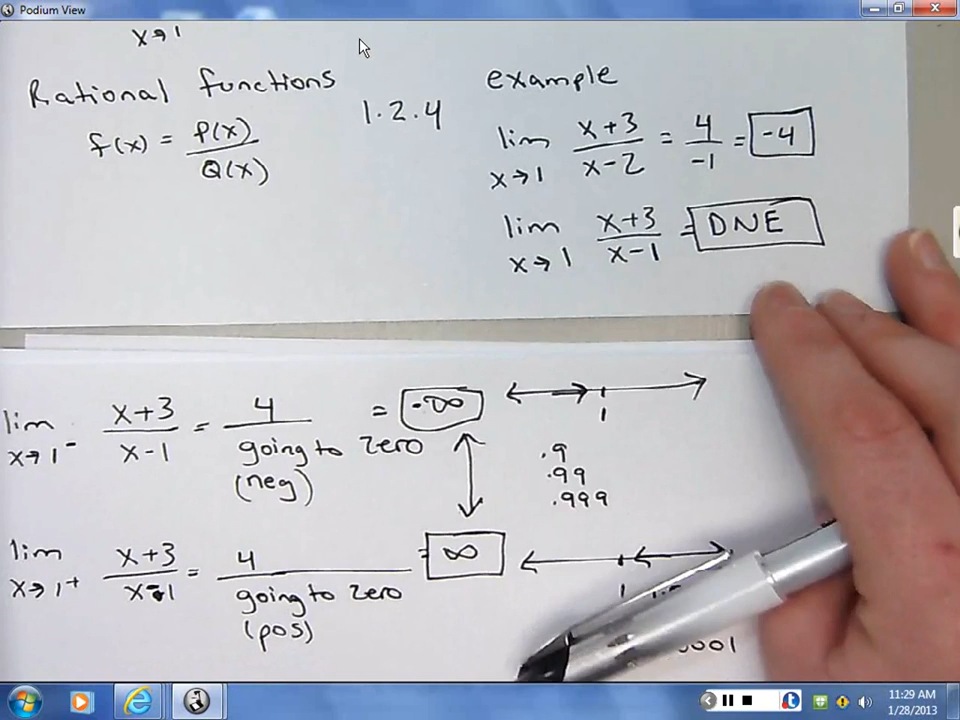 Podium View
x→1
Rational functions
f(x) = P(x)/Q(x)
1.2.4
example
lim x→1 x+3/x-2 = 4/-1 = -4
lim x→1 x+3/x-1 = DNE
lim x→1⁻ x+3/x-1 = 4/going to zero (neg) = -∞
1
.9
.99
.999
lim x→1⁺ x+3/x-1 = 4/going to zero (pos) = ∞
1
001
11:29 AM
1/28/2013